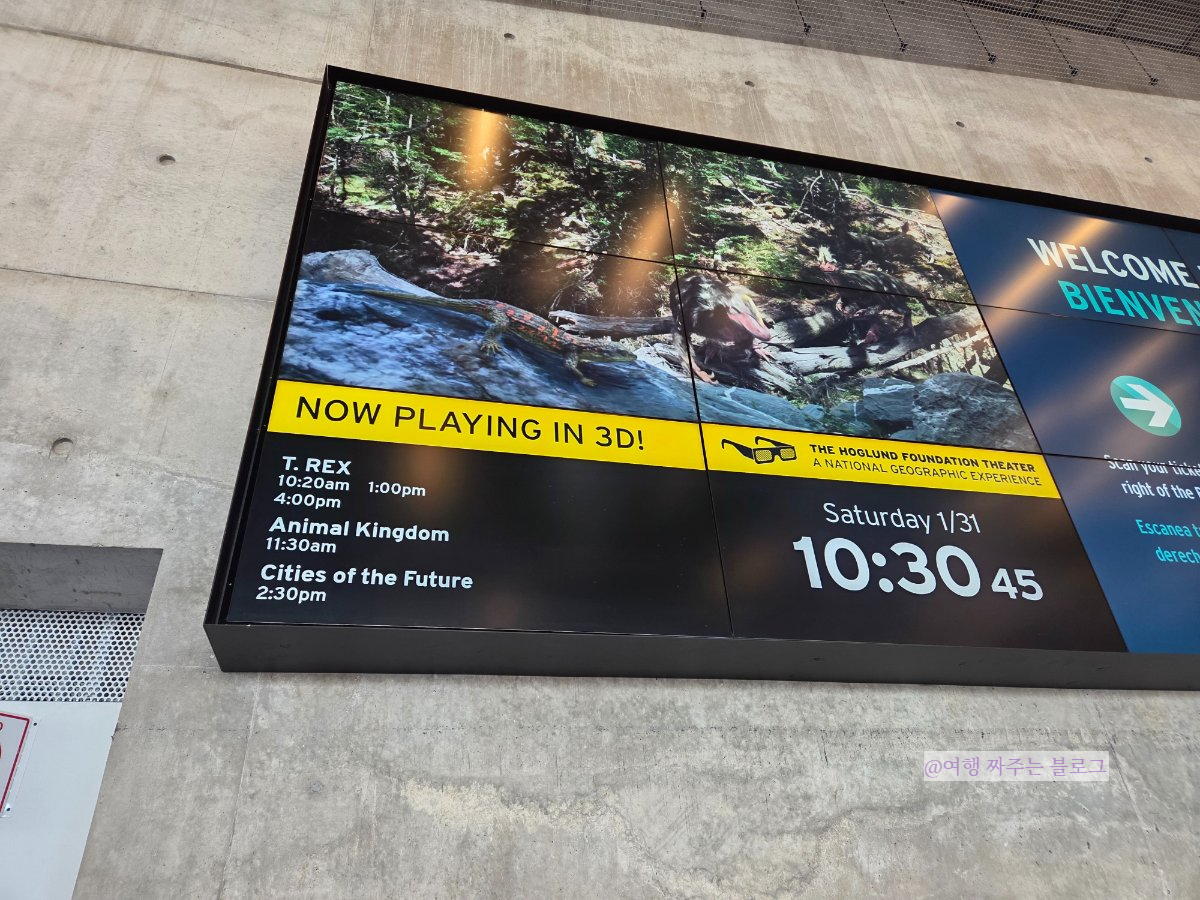 WELCOME
BIENVEN
NOW PLAYING IN 3D!
THE HOGLUND FOUNDATION THEATER
A NATIONAL GEOGRAPHIC EXPERIENCE
T. REX
10:20am 1:00pm
4:00pm
Animal Kingdom
11:30am
Cities of the Future
2:30pm
Saturday 1/31
10:30 45
Scan your
right of the
Escanea
derech
@여행 짜주는 블로그